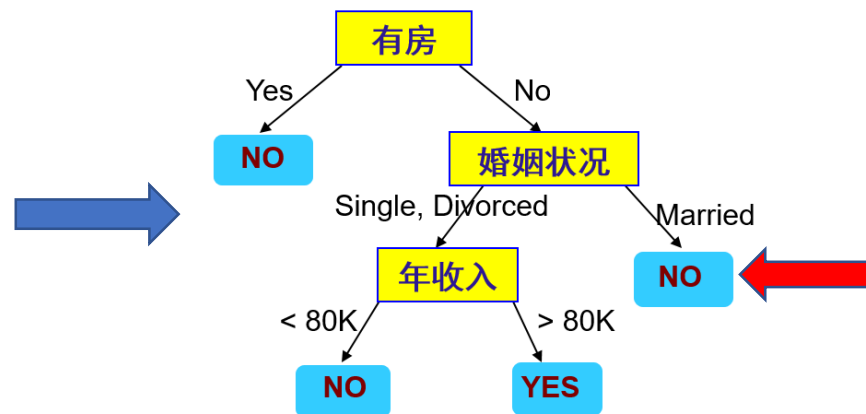 有房
Yes
No
NO
婚姻状况
Single, Divorced
Married
年收入
NO
< 80K
> 80K
NO
YES